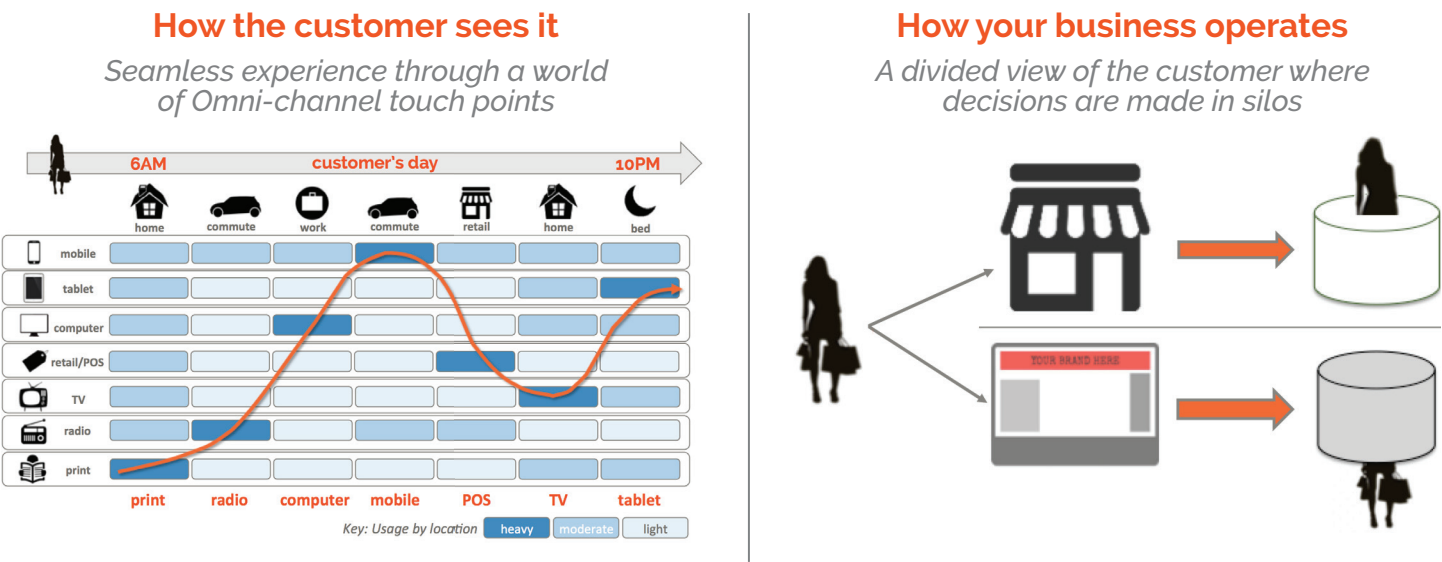 How the customer sees it
Seamless experience through a world
of Omni-channel touch points
6AM customer's day 10PM
home commute work commute retail home bed
mobile
tablet
computer
retail/POS
TV
radio
print
print radio computer mobile POS TV tablet
Key: Usage by location heavy moderate light
How your business operates
A divided view of the customer where
decisions are made in silos
YOUR BRAND HERE